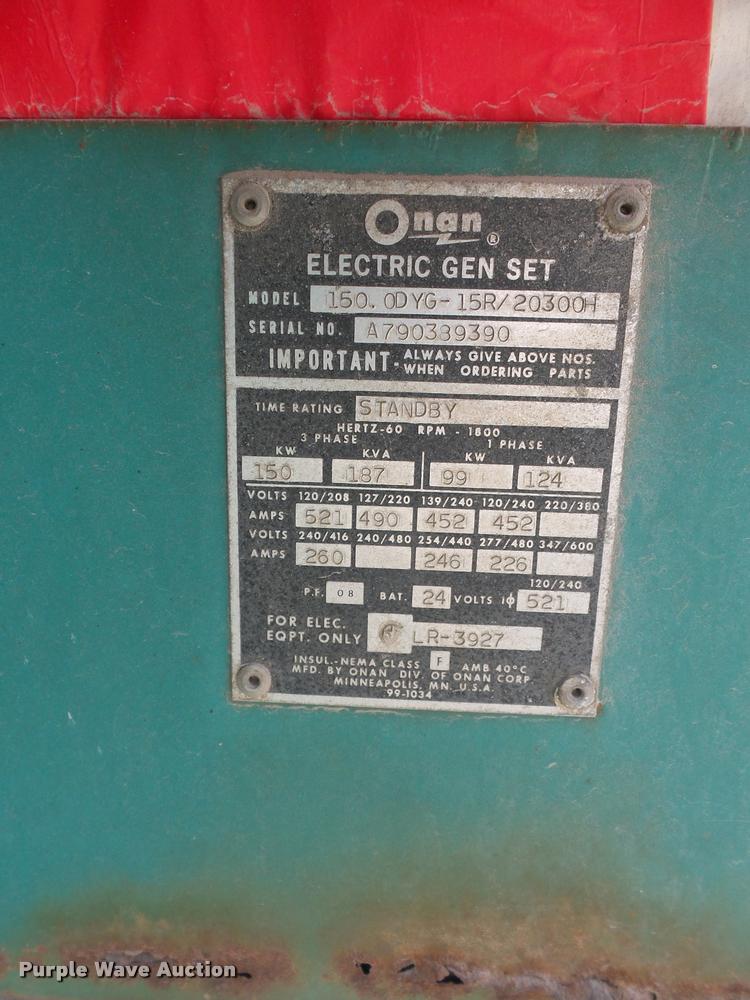 Onan ®
ELECTRIC GEN SET
MODEL 150.0DYG-15R/20300H
SERIAL NO. A790389390
IMPORTANT - ALWAYS GIVE ABOVE NOS.
WHEN ORDERING PARTS
TIME RATING STANDBY
HERTZ-60 RPM - 1800
3 PHASE 1 PHASE
KW KVA KW KVA
150 187 99 124
VOLTS 120/208 127/220 139/240 120/240 220/380
AMPS 521 490 452 452
VOLTS 240/416 240/480 254/440 277/480 347/600
AMPS 260 246 226
120/240
P.F. 08 BAT. 24 VOLTS 1ϕ 521
FOR ELEC.
EQPT. ONLY LR-3927
INSUL-NEMA CLASS F AMB 40°C
MFD. BY ONAN DIV. OF ONAN CORP.
MINNEAPOLIS, MN. U.S.A.
99-1034
Purple Wave Auction